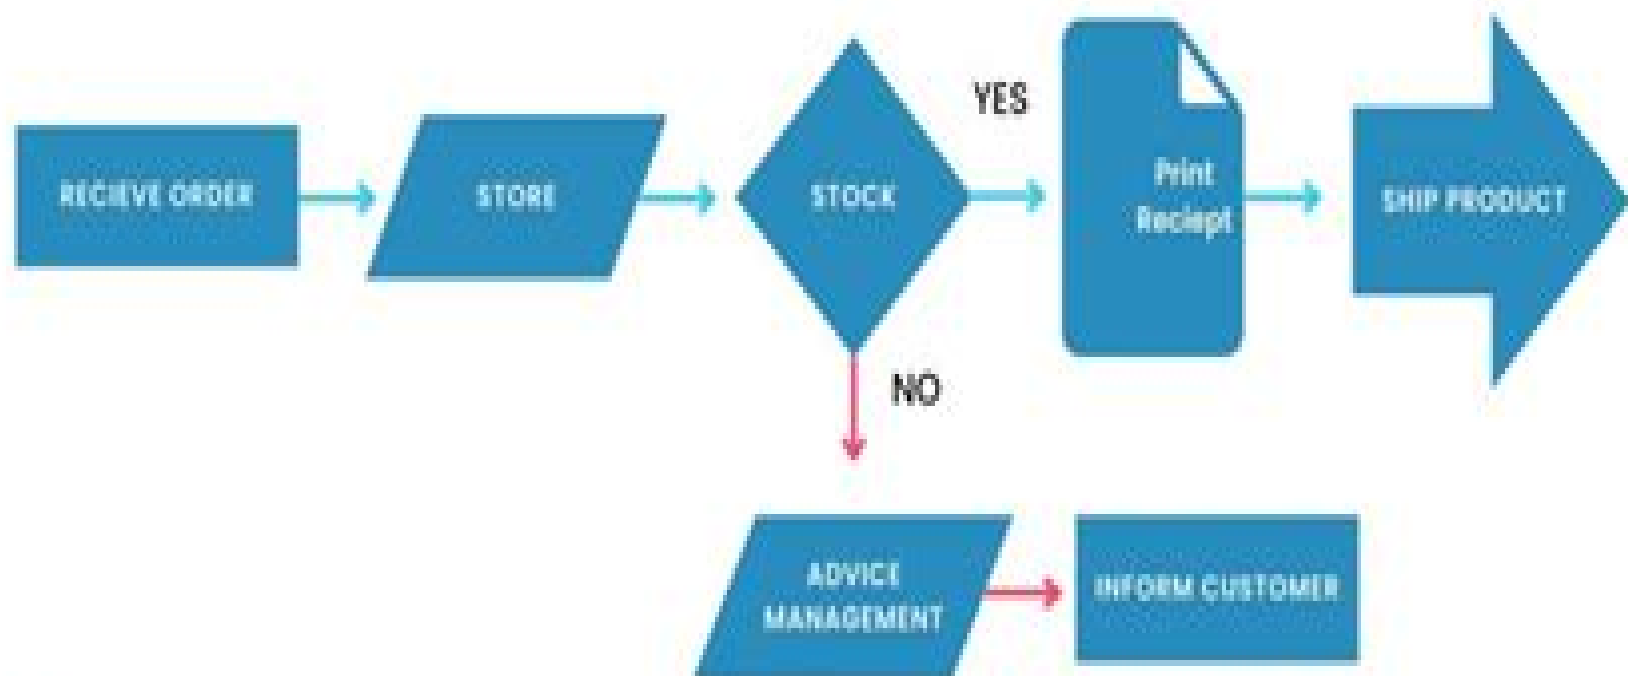 RECIEVE ORDER
STORE
STOCK
YES
Print
Reciept
SHIP PRODUCT
NO
ADVICE
MANAGEMENT
INFORM CUSTOMER